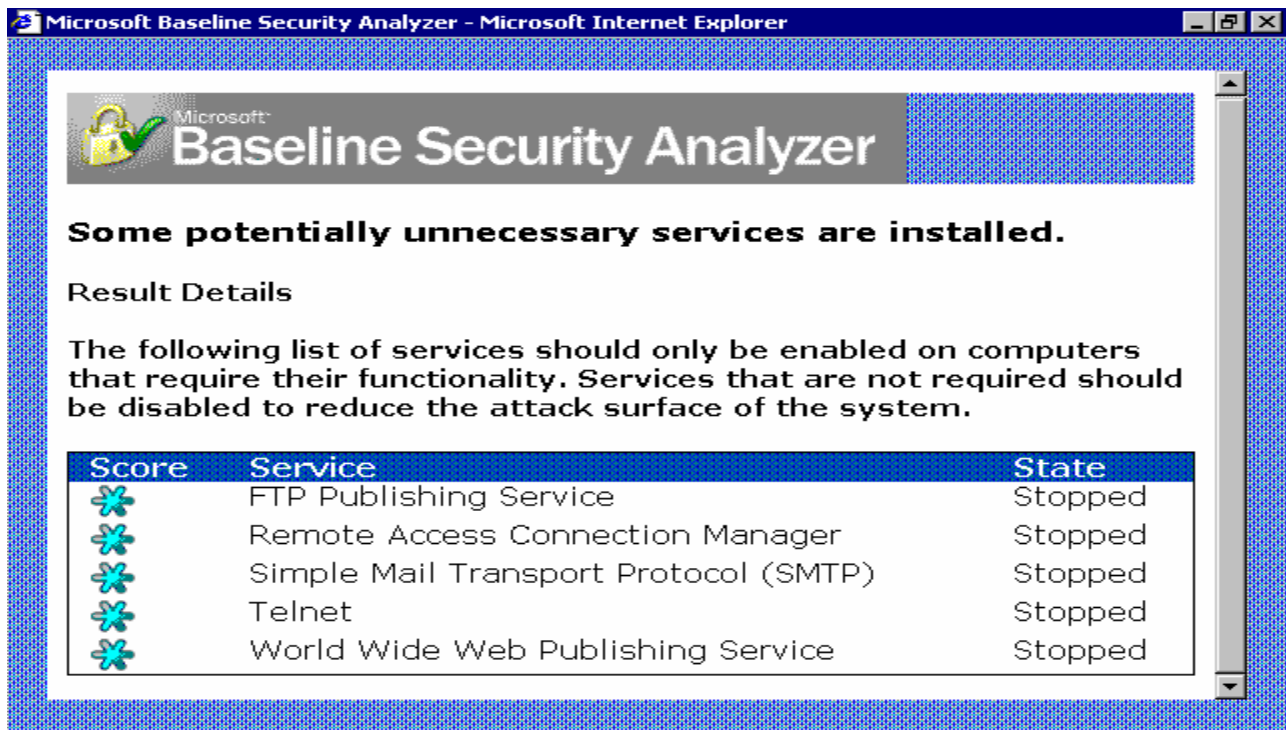 Microsoft Baseline Security Analyzer - Microsoft Internet Explorer
Microsoft
Baseline Security Analyzer
Some potentially unnecessary services are installed.
Result Details
The following list of services should only be enabled on computers
that require their functionality. Services that are not required should
be disabled to reduce the attack surface of the system.
Score Service State
FTP Publishing Service Stopped
Remote Access Connection Manager Stopped
Simple Mail Transport Protocol (SMTP) Stopped
Telnet Stopped
World Wide Web Publishing Service Stopped